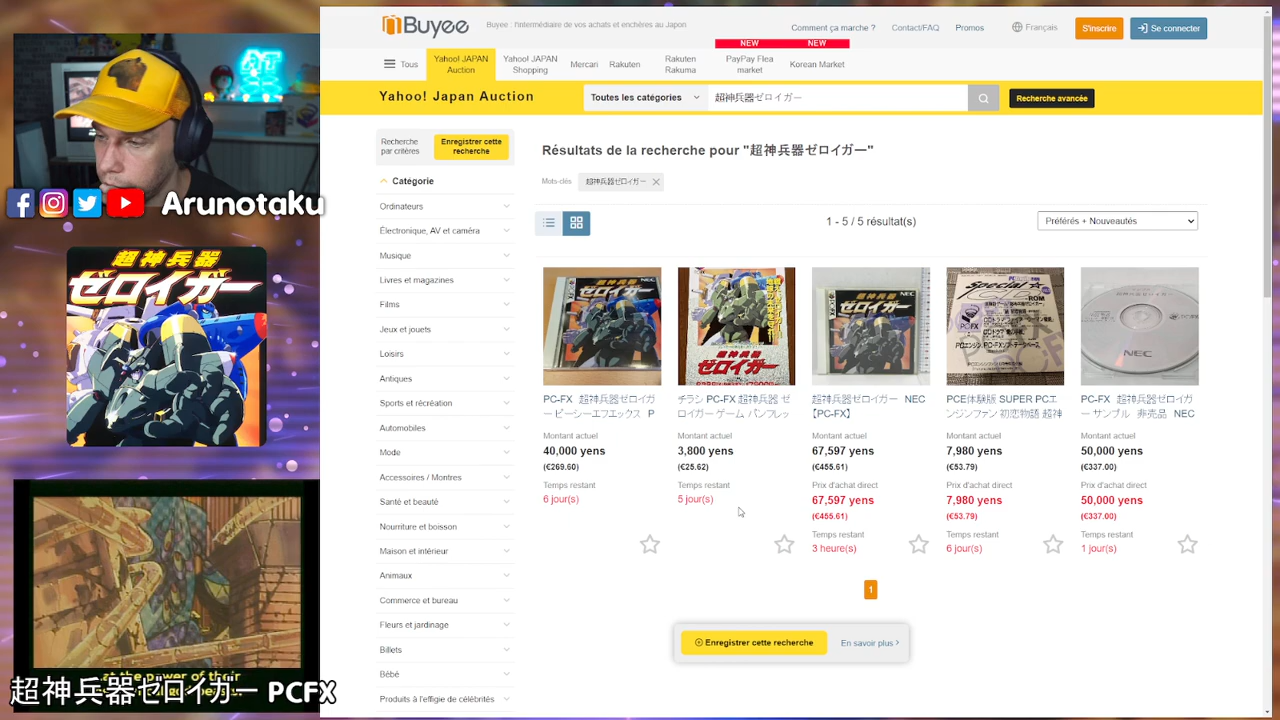 Buyee
Buyee : l'intermédiaire de vos achats et enchères au Japon
Comment ça marche ?
Contact/FAQ
Promos
Français
S'inscrire
Se connecter
NEW
NEW
Tous
Yahoo! JAPAN
Auction
Yahoo! JAPAN
Shopping
Mercari
Rakuten
Rakuten
Rakuma
PayPay Flea
market
Korean Market
Yahoo! Japan Auction
Toutes les catégories
超神兵器ゼロイガー
Recherche avancée
Recherche
par critères
Enregistrer cette
recherche
Catégorie
Ordinateurs
Électronique, AV et caméra
Musique
Livres et magazines
Films
Jeux et jouets
Loisirs
Antiques
Sports et récréation
Automobiles
Mode
Accessoires / Montres
Santé et beauté
Nourriture et boisson
Maison et intérieur
Animaux
Commerce et bureau
Fleurs et jardinage
Billets
Bébé
Produits à l'effigie de célébrités
Résultats de la recherche pour "超神兵器ゼロイガー"
Mots-clés
超神兵器ゼロイガー
1 - 5 / 5 résultat(s)
Préférés + Nouveautés
PC-FX 超神兵器ゼロイガ
ー ピーシーエフエックス P
Montant actuel
40,000 yens
(€269.60)
Temps restant
6 jour(s)
チラシ PC-FX 超神兵器 ゼ
ロイガー ゲーム パンフレッ
Montant actuel
3,800 yens
(€25.62)
Temps restant
5 jour(s)
超神兵器ゼロイガー NEC
【PC-FX】
Montant actuel
67,597 yens
(€455.61)
Prix d'achat direct
67,597 yens
(€455.61)
Temps restant
3 heure(s)
PCE体験版 SUPER PCエ
ンジンファン 初恋物語 超神
Montant actuel
7,980 yens
(€53.79)
Prix d'achat direct
7,980 yens
(€53.79)
Temps restant
6 jour(s)
PC-FX 超神兵器ゼロイガ
ー サンプル 非売品 NEC
Montant actuel
50,000 yens
(€337.00)
Prix d'achat direct
50,000 yens
(€337.00)
Temps restant
1 jour(s)
1
Enregistrer cette recherche
En savoir plus
Arunotaku
超神兵器
ゼロイガー
at the power of their
超神兵器ゼロイガー PCFX